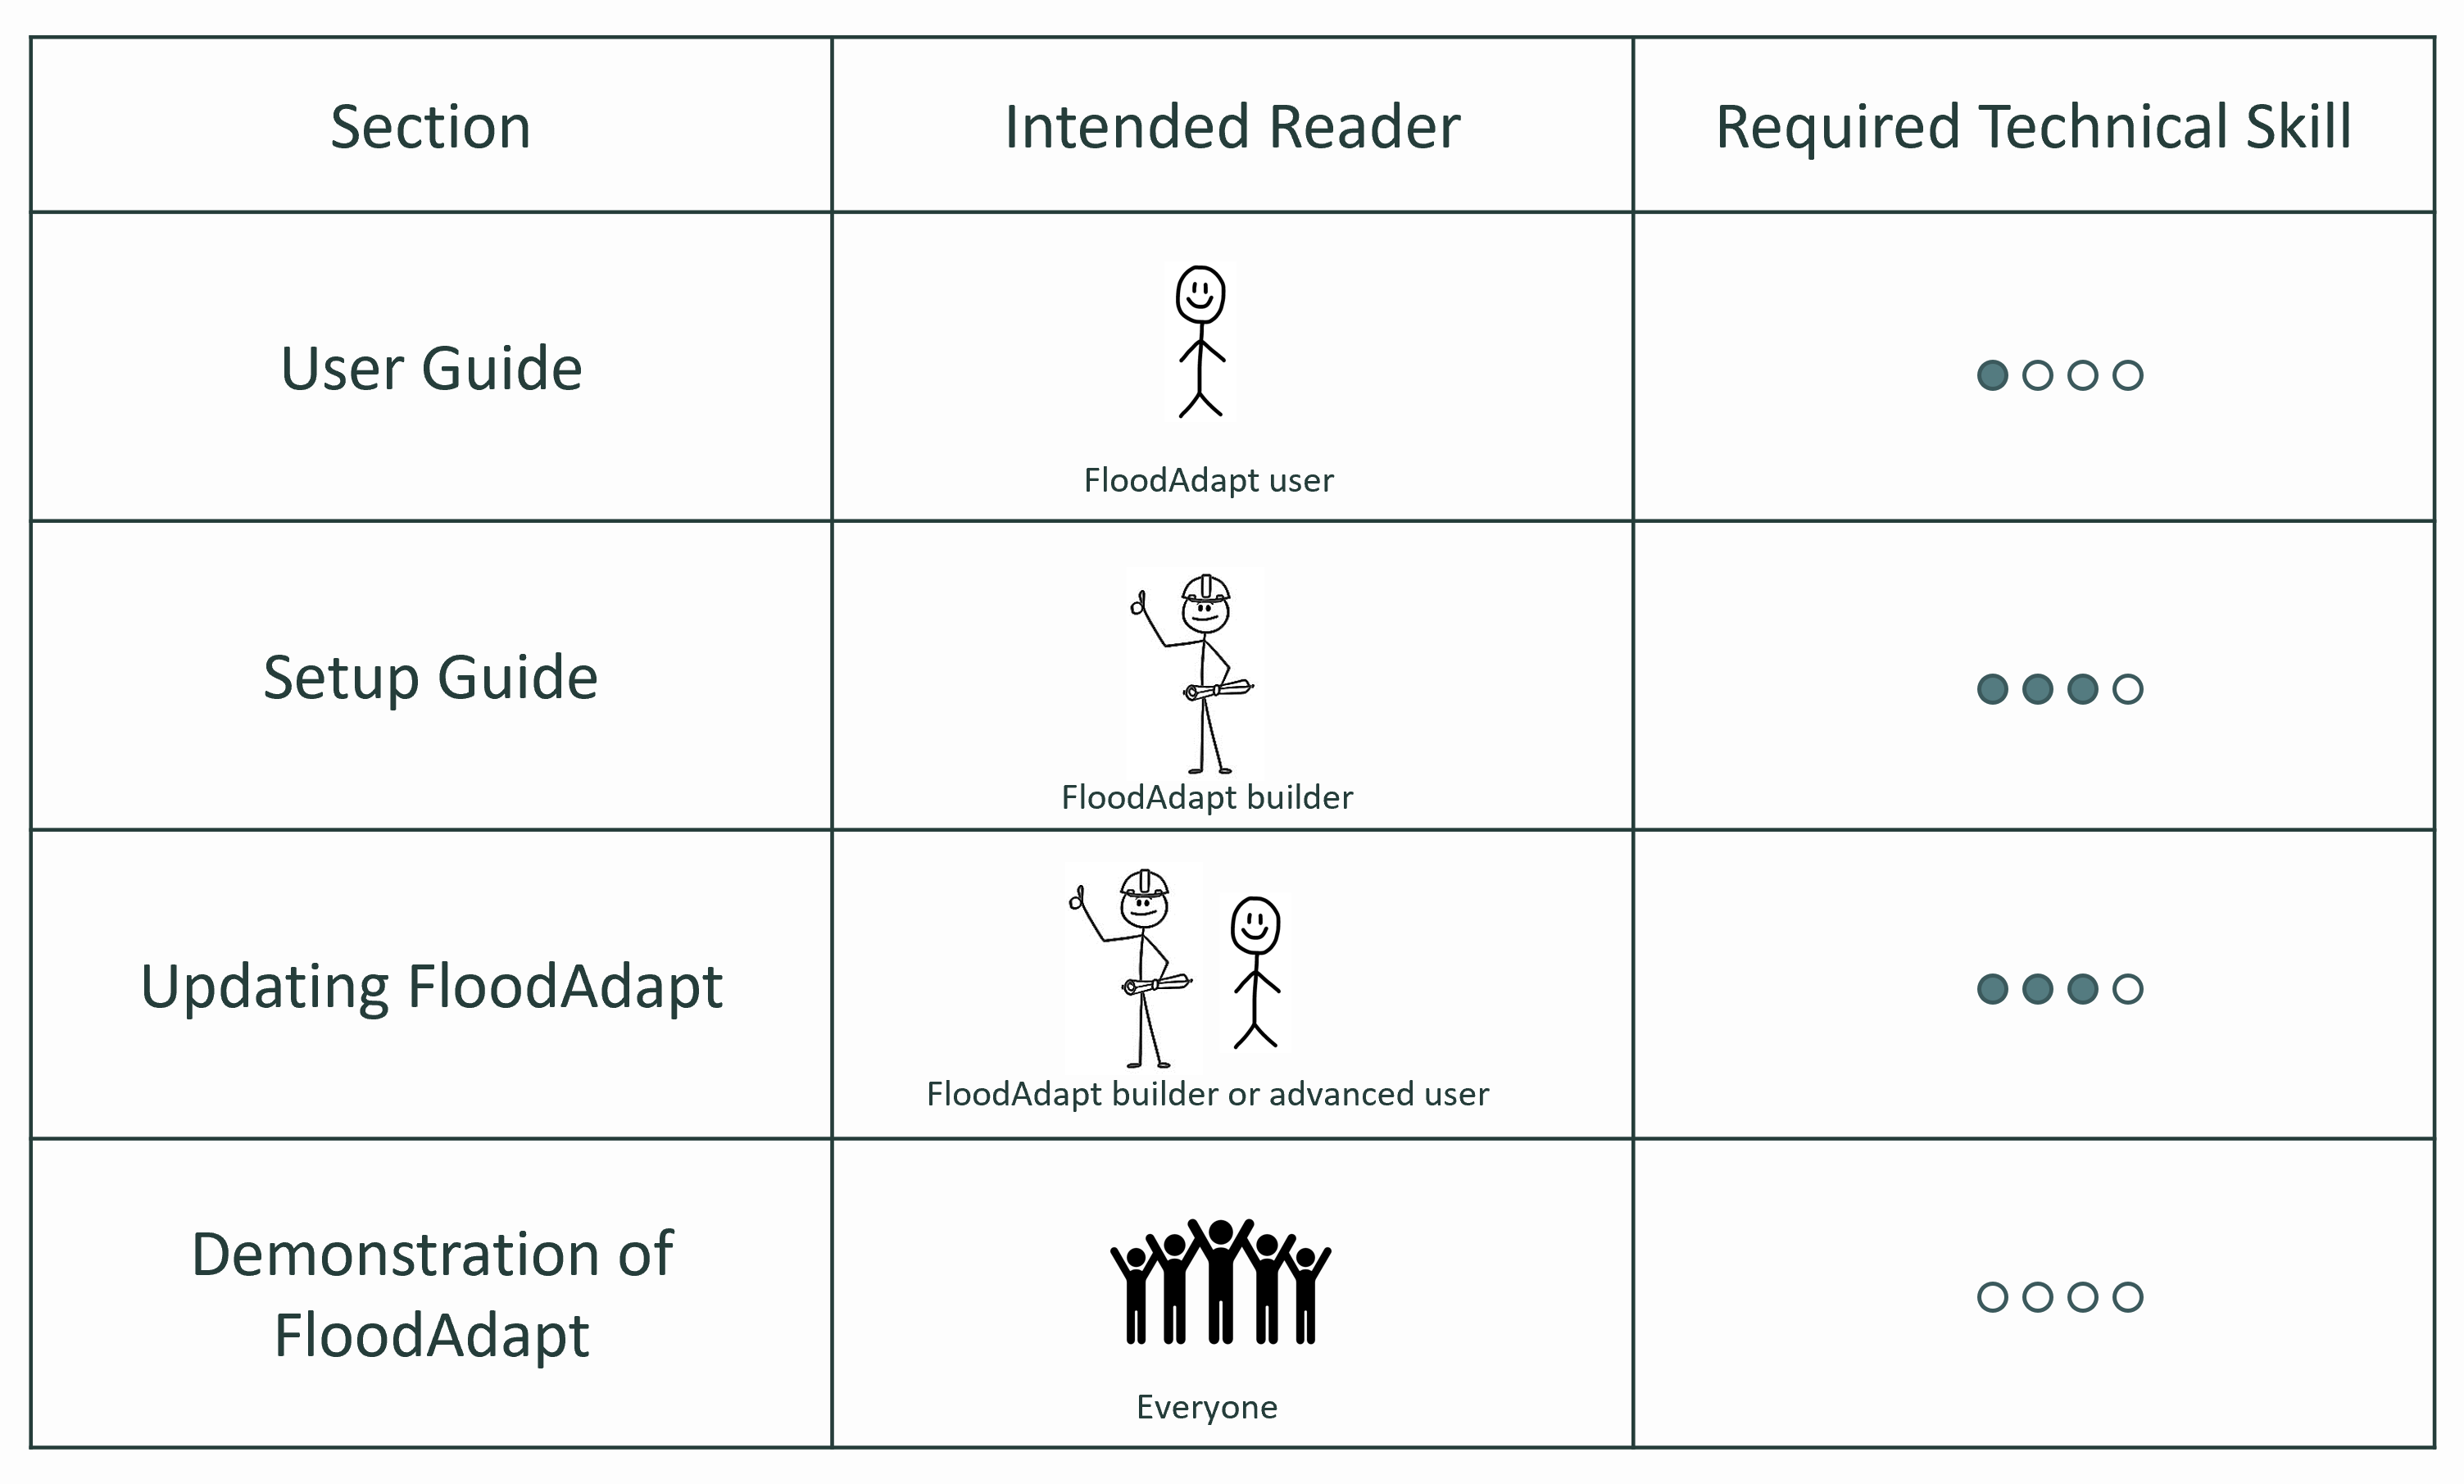 Section
Intended Reader
Required Technical Skill
User Guide
FloodAdapt user
Setup Guide
FloodAdapt builder
Updating FloodAdapt
FloodAdapt builder or advanced user
Demonstration of
FloodAdapt
Everyone